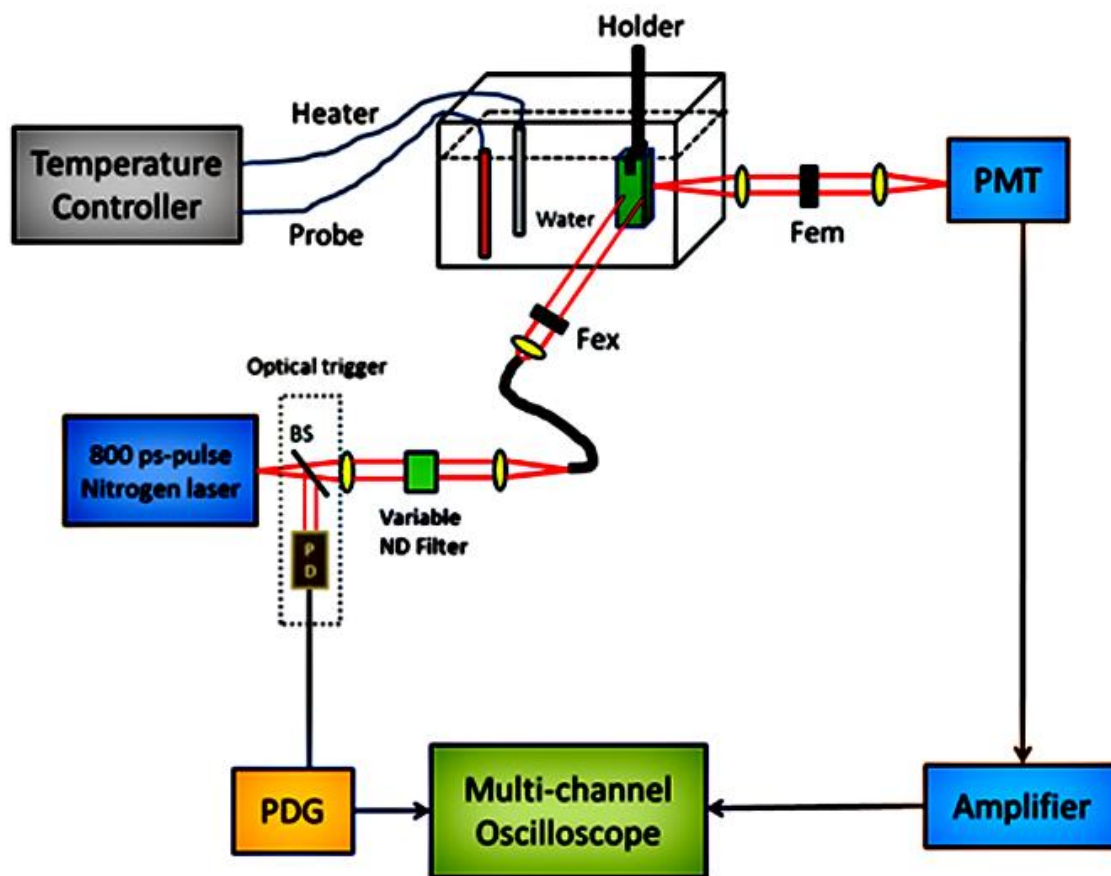 Holder
Heater
Temperature
Controller
Probe
Water
PMT
Fem
Fex
Optical trigger
BS
800 ps-pulse
Nitrogen laser
Variable
ND Filter
P
D
PDG
Multi-channel
Oscilloscope
Amplifier